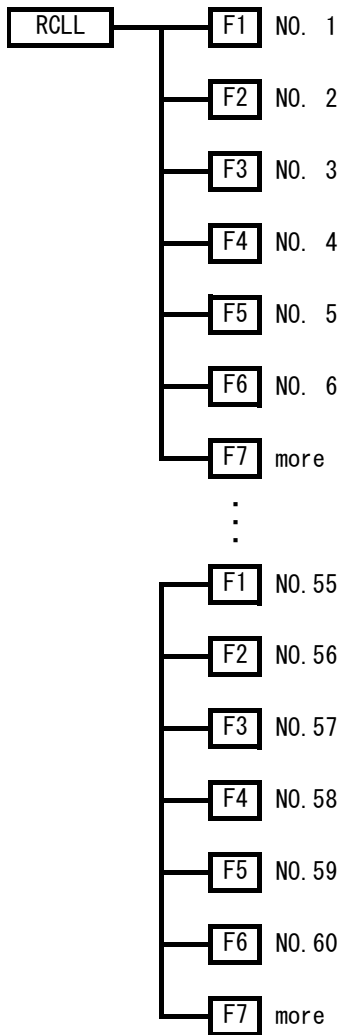 RCLL F1 NO. 1
F2 NO. 2
F3 NO. 3
F4 NO. 4
F5 NO. 5
F6 NO. 6
F7 more
F1 NO.55
F2 NO.56
F3 NO.57
F4 NO.58
F5 NO.59
F6 NO.60
F7 more